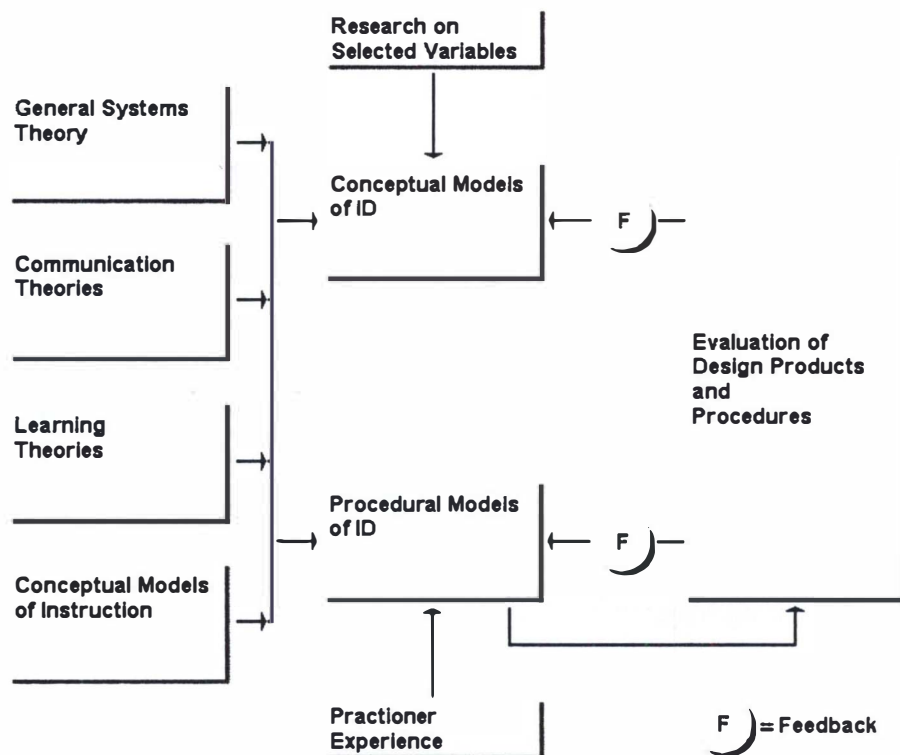 Research on
Selected Variables
General Systems
Theory
Conceptual Models
of ID
F
Communication
Theories
Evaluation of
Design Products
and
Procedures
Learning
Theories
Procedural Models
of ID
F
Conceptual Models
of Instruction
Practioner
Experience
F = Feedback